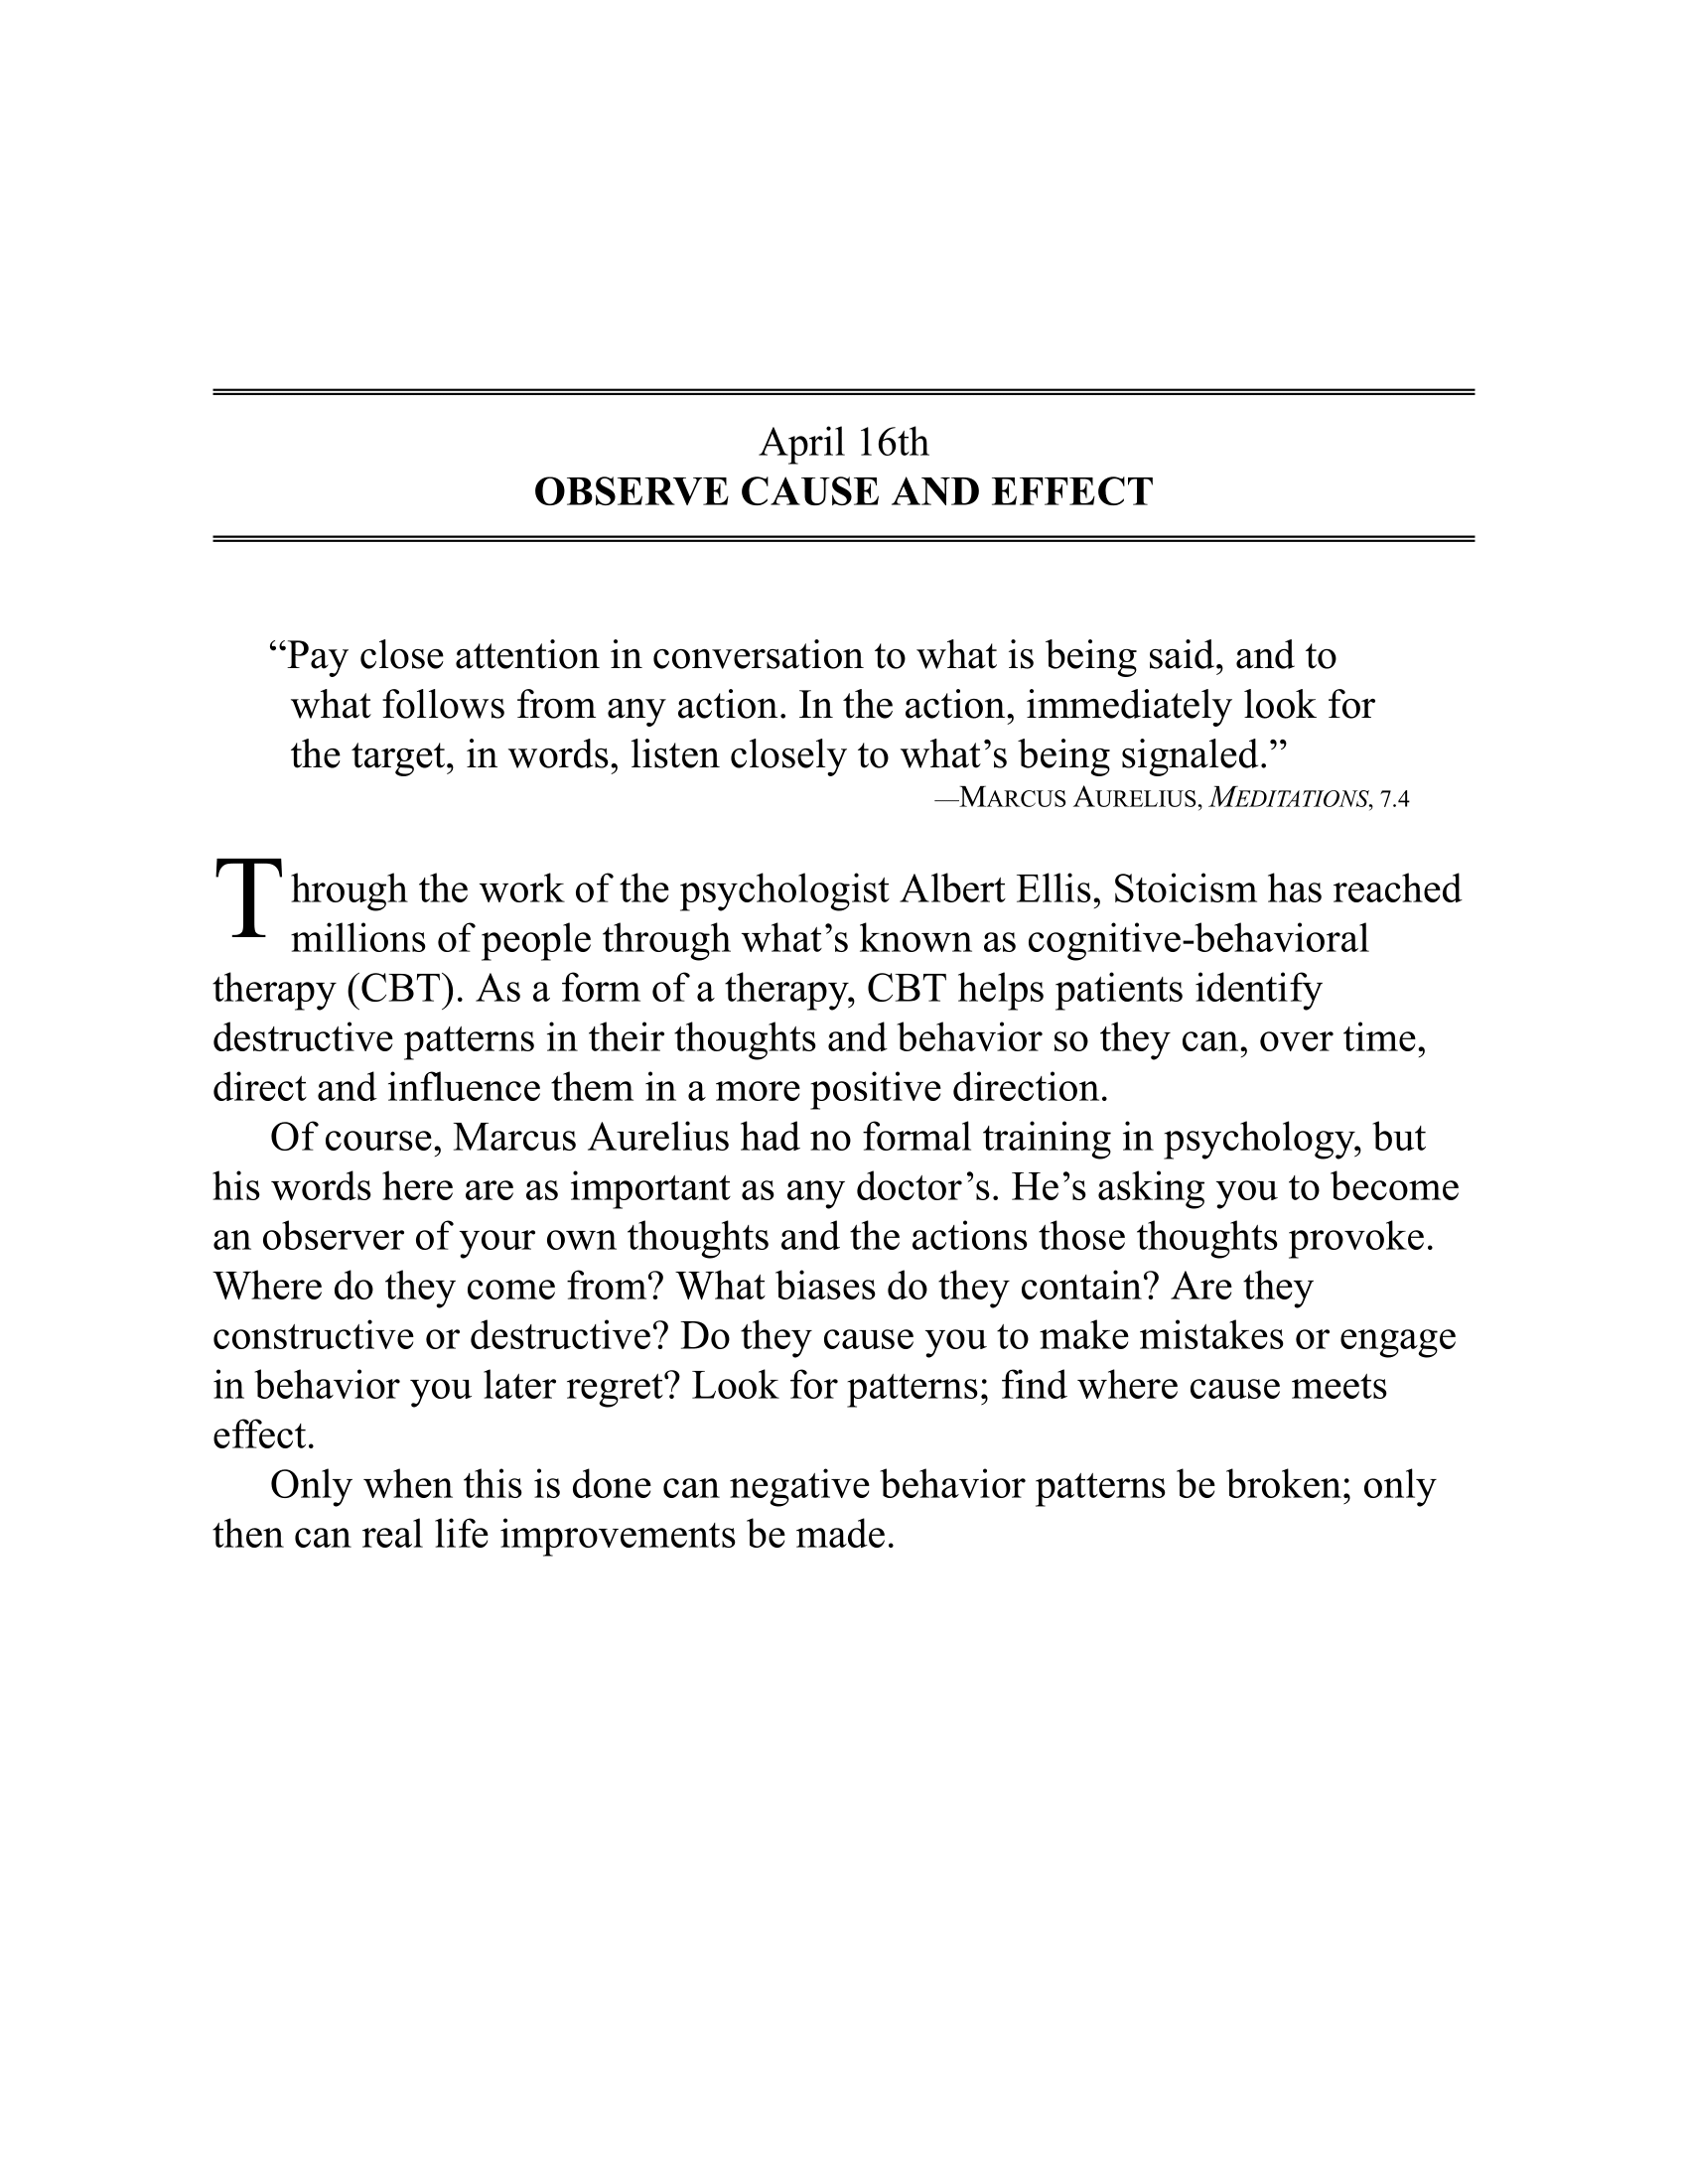 April 16th
OBSERVE CAUSE AND EFFECT
“Pay close attention in conversation to what is being said, and to
what follows from any action. In the action, immediately look for
the target, in words, listen closely to what’s being signaled.”
—MARCUS AURELIUS, MEDITATIONS, 7.4
Through the work of the psychologist Albert Ellis, Stoicism has reached
millions of people through what’s known as cognitive-behavioral
therapy (CBT). As a form of a therapy, CBT helps patients identify
destructive patterns in their thoughts and behavior so they can, over time,
direct and influence them in a more positive direction.
Of course, Marcus Aurelius had no formal training in psychology, but
his words here are as important as any doctor’s. He’s asking you to become
an observer of your own thoughts and the actions those thoughts provoke.
Where do they come from? What biases do they contain? Are they
constructive or destructive? Do they cause you to make mistakes or engage
in behavior you later regret? Look for patterns; find where cause meets
effect.
Only when this is done can negative behavior patterns be broken; only
then can real life improvements be made.